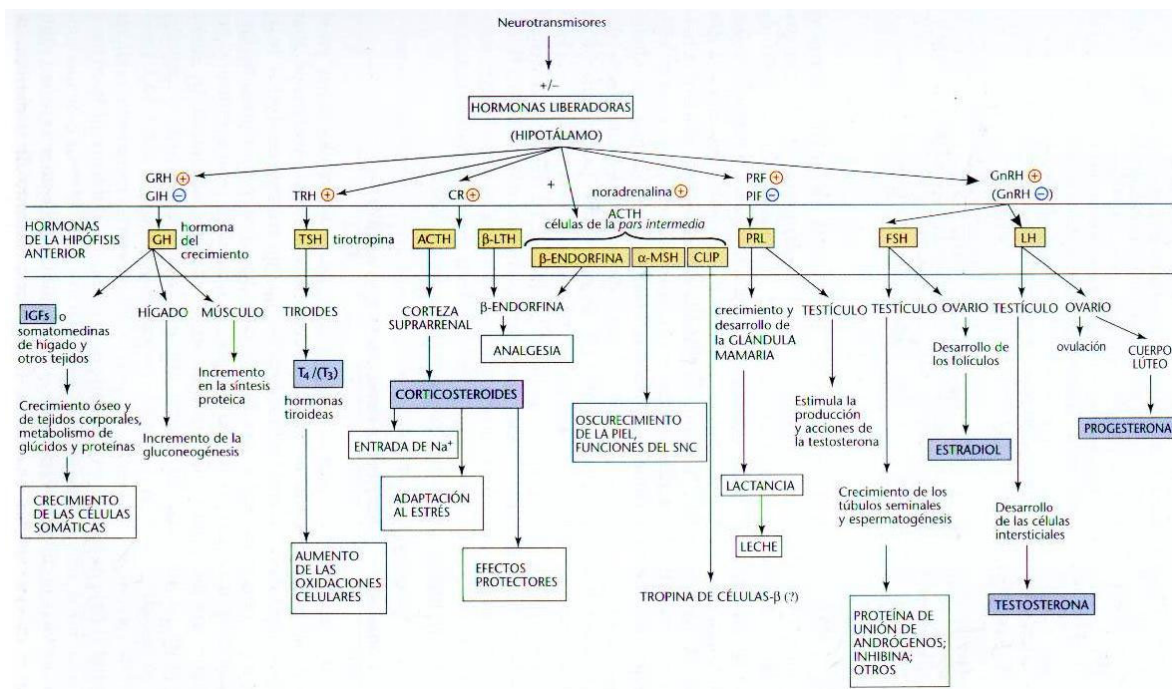 Neurotransmisores
+/−
HORMONAS LIBERADORAS
(HIPOTÁLAMO)
GRH +
GIH −
TRH +
CR +
+
noradrenalina +
PRF +
PIF −
GnRH +
(GnRH −)
HORMONAS
DE LA HIPÓFISIS
ANTERIOR
GH
hormona
del
crecimiento
TSH
tirotropina
ACTH
β-LTH
ACTH
células de la pars intermedia
β-ENDORFINA
α-MSH
CLIP
PRL
FSH
LH
IGFs o
somatomedinas
de hígado y
otros tejidos
HÍGADO
MÚSCULO
TIROIDES
CORTEZA
SUPRARRENAL
β-ENDORFINA
ANALGESIA
crecimiento y
desarrollo de
la GLÁNDULA
MAMARIA
TESTÍCULO
TESTÍCULO
OVARIO
TESTÍCULO
OVARIO
Desarrollo de
los folículos
ovulación
CUERPO
LÚTEO
Incremento
en la síntesis
proteica
T4/(T3)
hormonas
tiroideas
CORTICOSTEROIDES
Crecimiento óseo y
de tejidos corporales,
metabolismo de
glúcidos y proteínas
Incremento de la
gluconeogénesis
ENTRADA DE Na+
OSCURECIMIENTO
DE LA PIEL,
FUNCIONES DEL SNC
Estimula la
producción
y acciones de
la testosterona
ESTRADIOL
PROGESTERONA
CRECIMIENTO
DE LAS CÉLULAS
SOMÁTICAS
ADAPTACIÓN
AL ESTRÉS
LACTANCIA
LECHE
Crecimiento de los
túbulos seminales
y espermatogénesis
Desarrollo
de las células
intersticiales
AUMENTO
DE LAS
OXIDACIONES
CELULARES
EFECTOS
PROTECTORES
TROPINA DE CÉLULAS-β (?)
PROTEÍNA DE
UNIÓN DE
ANDRÓGENOS;
INHIBINA;
OTROS
TESTOSTERONA